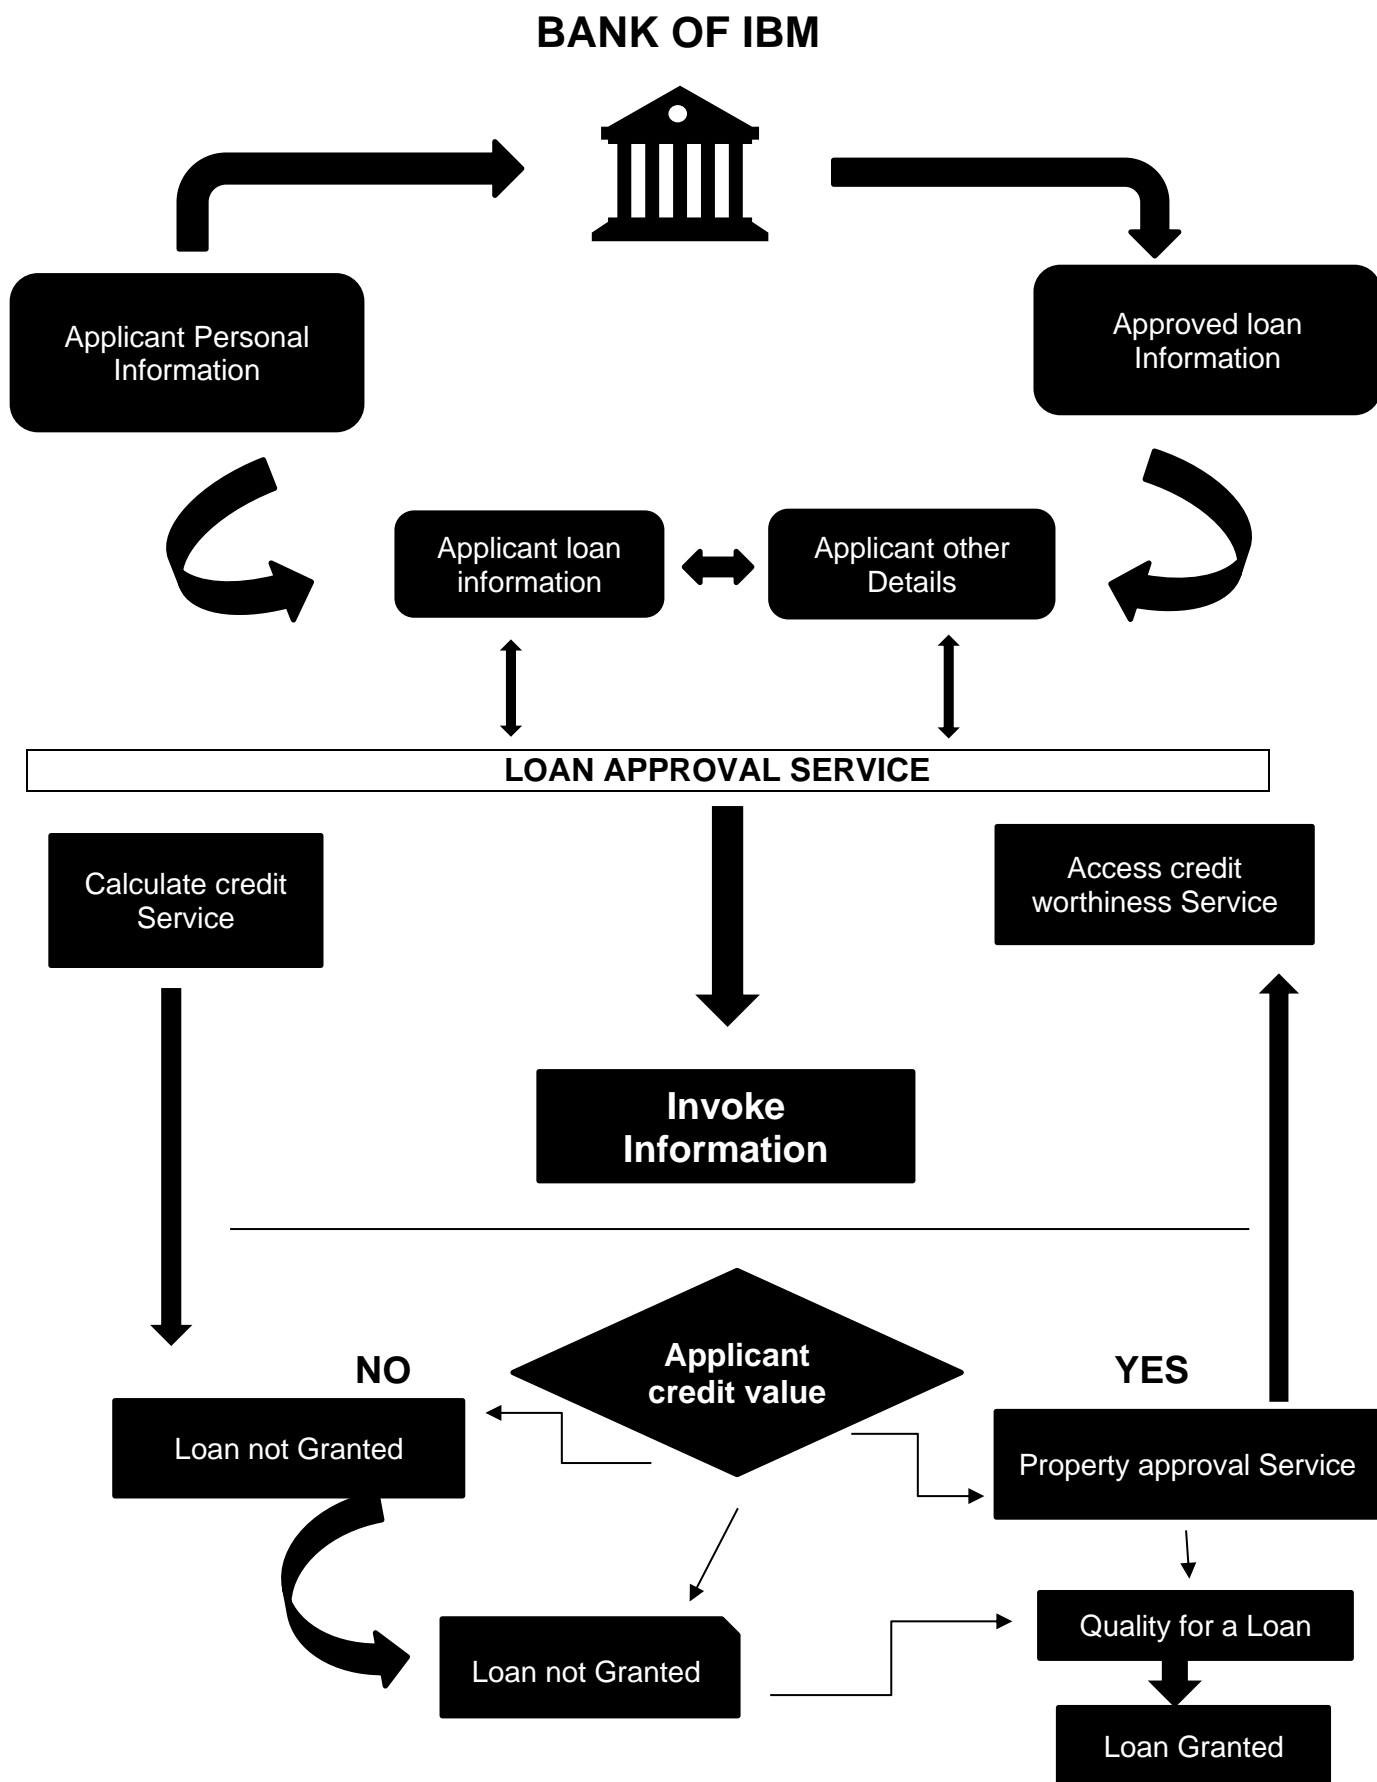 BANK OF IBM
Applicant Personal
Information
Approved loan
Information
Applicant loan
information
Applicant other
Details
LOAN APPROVAL SERVICE
Calculate credit
Service
Access credit
worthiness Service
Invoke
Information
Applicant
credit value
NO
YES
Loan not Granted
Property approval Service
Loan not Granted
Quality for a Loan
Loan Granted